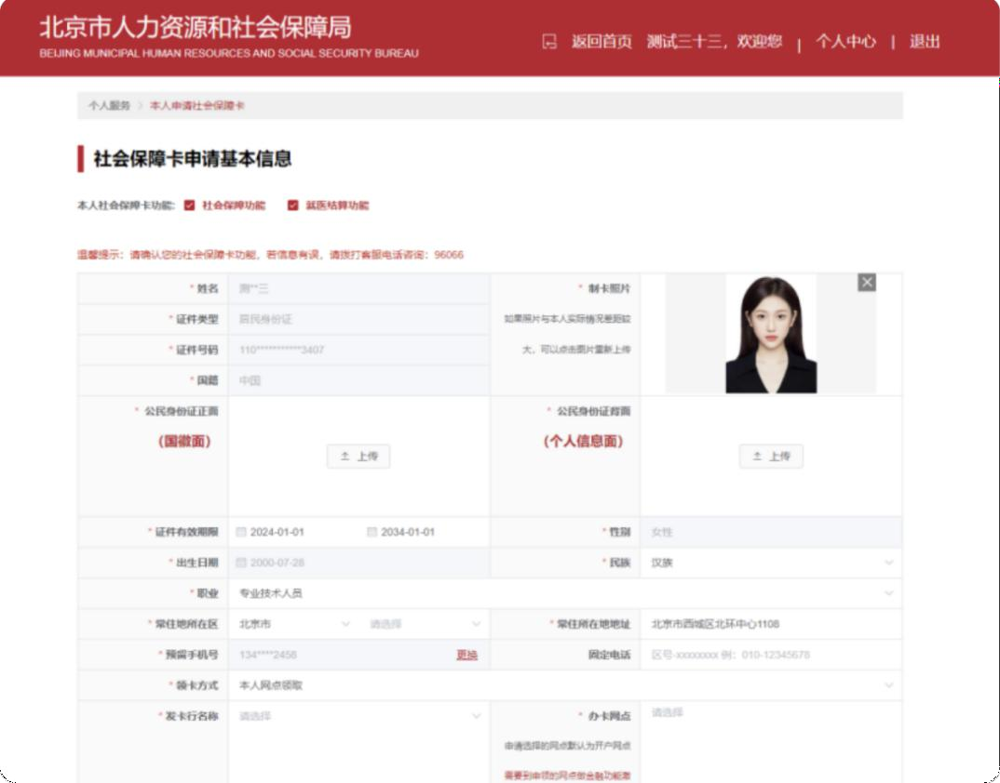 北京市人力资源和社会保障局
BEIJING MUNICIPAL HUMAN RESOURCES AND SOCIAL SECURITY BUREAU
返回首页 测试三十三，欢迎您 | 个人中心 | 退出
个人服务 > 本人申请社会保障卡
社会保障卡申请基本信息
本人社会保障卡功能: 社会保障功能 就医结算功能
温馨提示：请确认您的社会保障卡功能，若信息有误，请拨打客服电话咨询：96066
* 姓名 测**三
* 制卡照片
* 证件类型 居民身份证
如果照片与本人实际情况差距较
* 证件号码 110***********3407
大，可以点击图片重新上传
* 国籍 中国
* 公民身份证正面
(国徽面)
上传
* 公民身份证背面
(个人信息面)
上传
* 证件有效期限 2024-01-01 2034-01-01 * 性别 女性
* 出生日期 2000-07-28 * 民族 汉族
* 职业 专业技术人员
* 常住地所在区 北京市 请选择 * 常住所在地地址 北京市西城区北环中心1108
* 预留手机号 134****2458 更换 固定电话 区号-xxxxxxxx 例：010-12345678
* 领卡方式 本人网点领取
* 发卡行名称 请选择 * 办卡网点 请选择
申请选择的网点默认为开户网点
需要到申领的网点做金融功能激